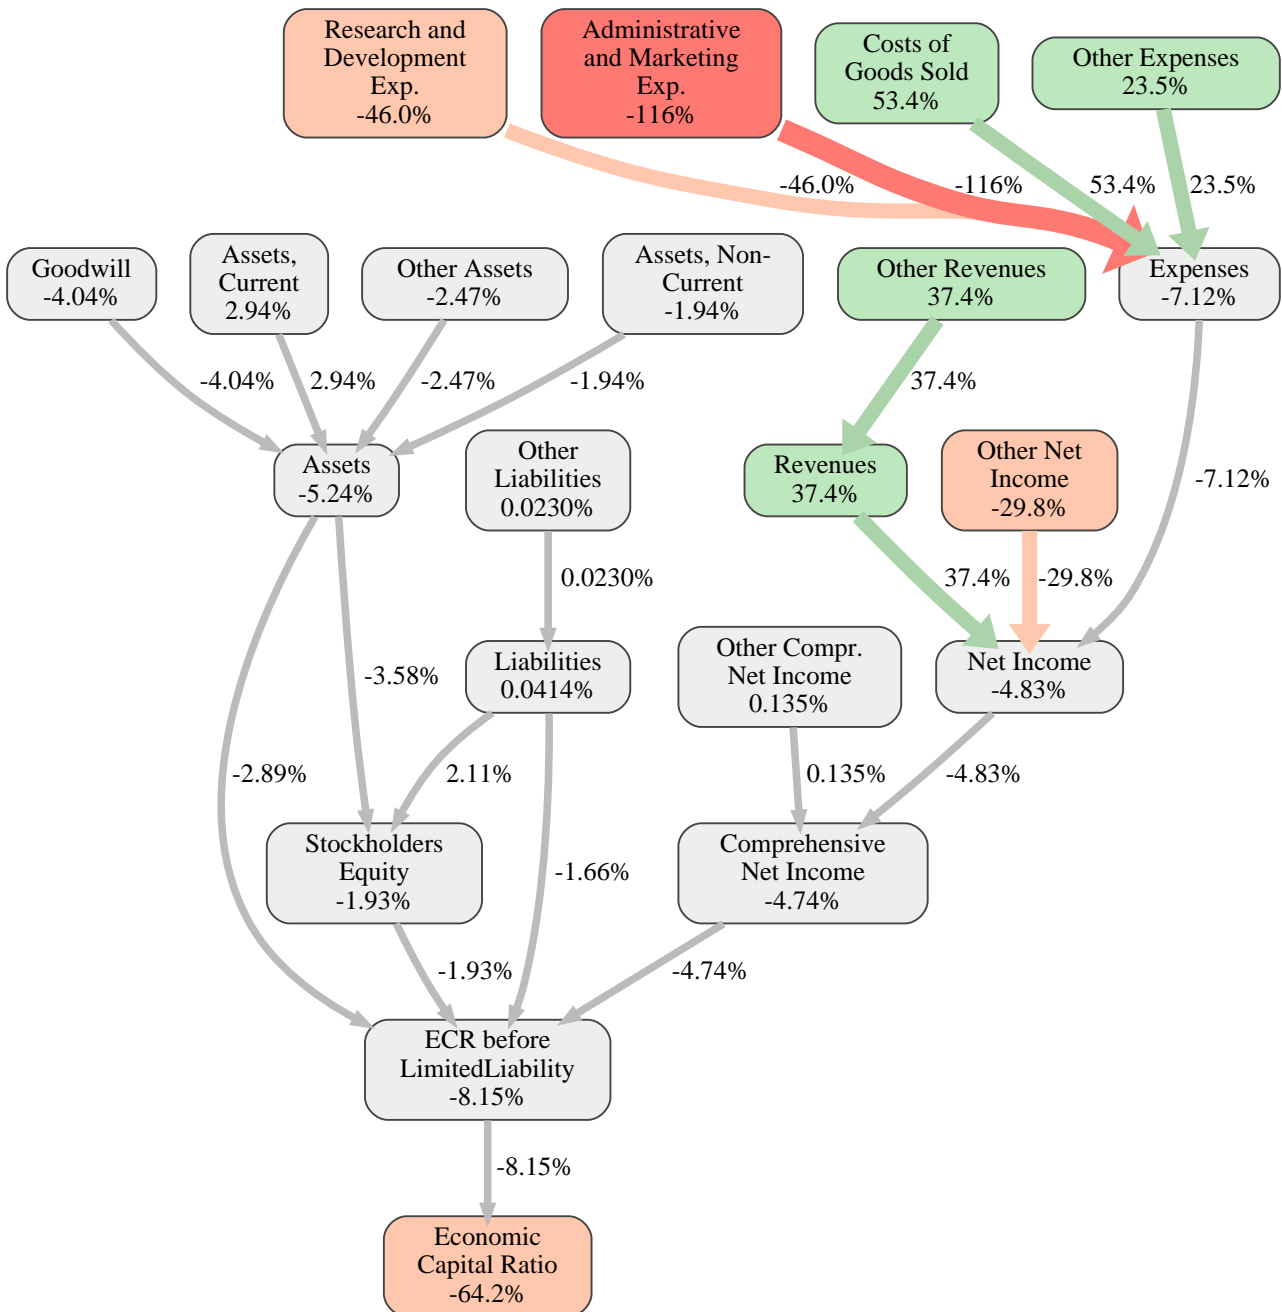 Research and
Development
Exp.
-46.0%
Administrative
and Marketing
Exp.
-116%
Costs of
Goods Sold
53.4%
Other Expenses
23.5%
-46.0%
-116%
53.4%
23.5%
Goodwill
-4.04%
Assets,
Current
2.94%
Other Assets
-2.47%
Assets, Non-
Current
-1.94%
Other Revenues
37.4%
Expenses
-7.12%
-4.04%
2.94%
-2.47%
-1.94%
37.4%
Assets
-5.24%
Other
Liabilities
0.0230%
Revenues
37.4%
Other Net
Income
-29.8%
-7.12%
0.0230%
37.4%
-29.8%
Liabilities
0.0414%
Other Compr.
Net Income
0.135%
Net Income
-4.83%
-3.58%
-2.89%
2.11%
0.135%
-4.83%
Stockholders
Equity
-1.93%
-1.66%
Comprehensive
Net Income
-4.74%
-1.93%
-4.74%
ECR before
LimitedLiability
-8.15%
-8.15%
Economic
Capital Ratio
-64.2%